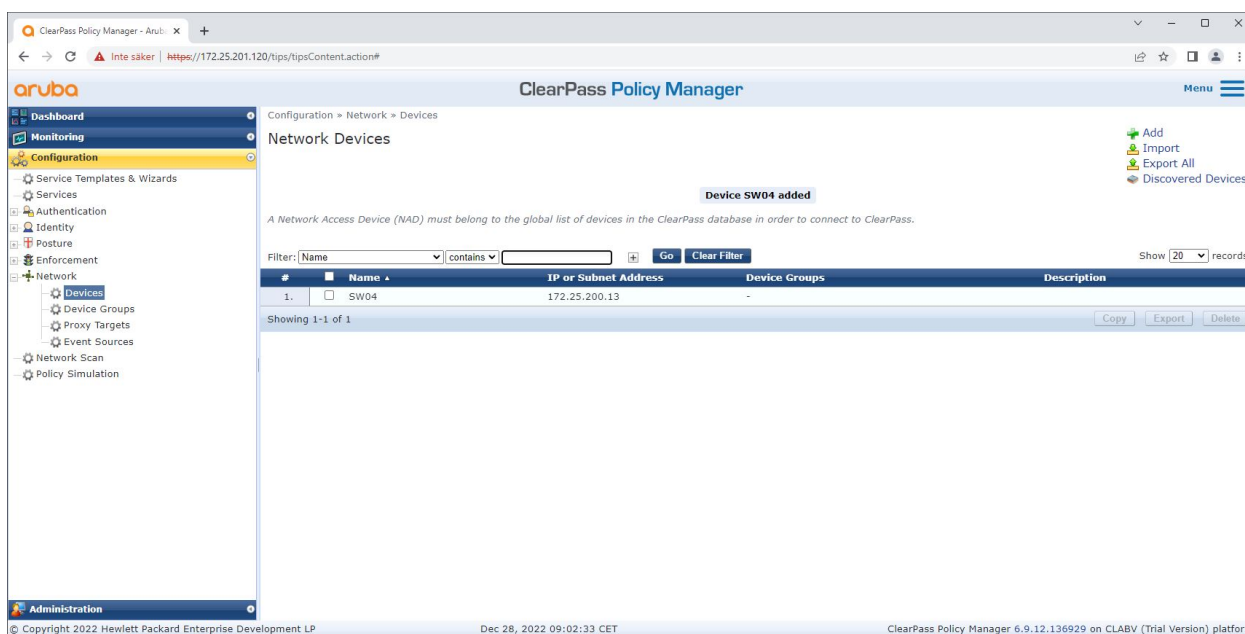 ClearPass Policy Manager - Arub
Inte säker | https://172.25.201.120/tips/tipsContent.action#
aruba
ClearPass Policy Manager
Menu
Dashboard
Monitoring
Configuration
Service Templates & Wizards
Services
Authentication
Identity
Posture
Enforcement
Network
Devices
Device Groups
Proxy Targets
Event Sources
Network Scan
Policy Simulation
Administration
Configuration » Network » Devices
Network Devices
Add
Import
Export All
Discovered Devices
Device SW04 added
A Network Access Device (NAD) must belong to the global list of devices in the ClearPass database in order to connect to ClearPass.
Filter: Name contains + Go Clear Filter Show 20 records
# Name IP or Subnet Address Device Groups Description
1. SW04 172.25.200.13 -
Showing 1-1 of 1 Copy Export Delete
© Copyright 2022 Hewlett Packard Enterprise Development LP Dec 28, 2022 09:02:33 CET ClearPass Policy Manager 6.9.12.136929 on CLABV (Trial Version) platfor